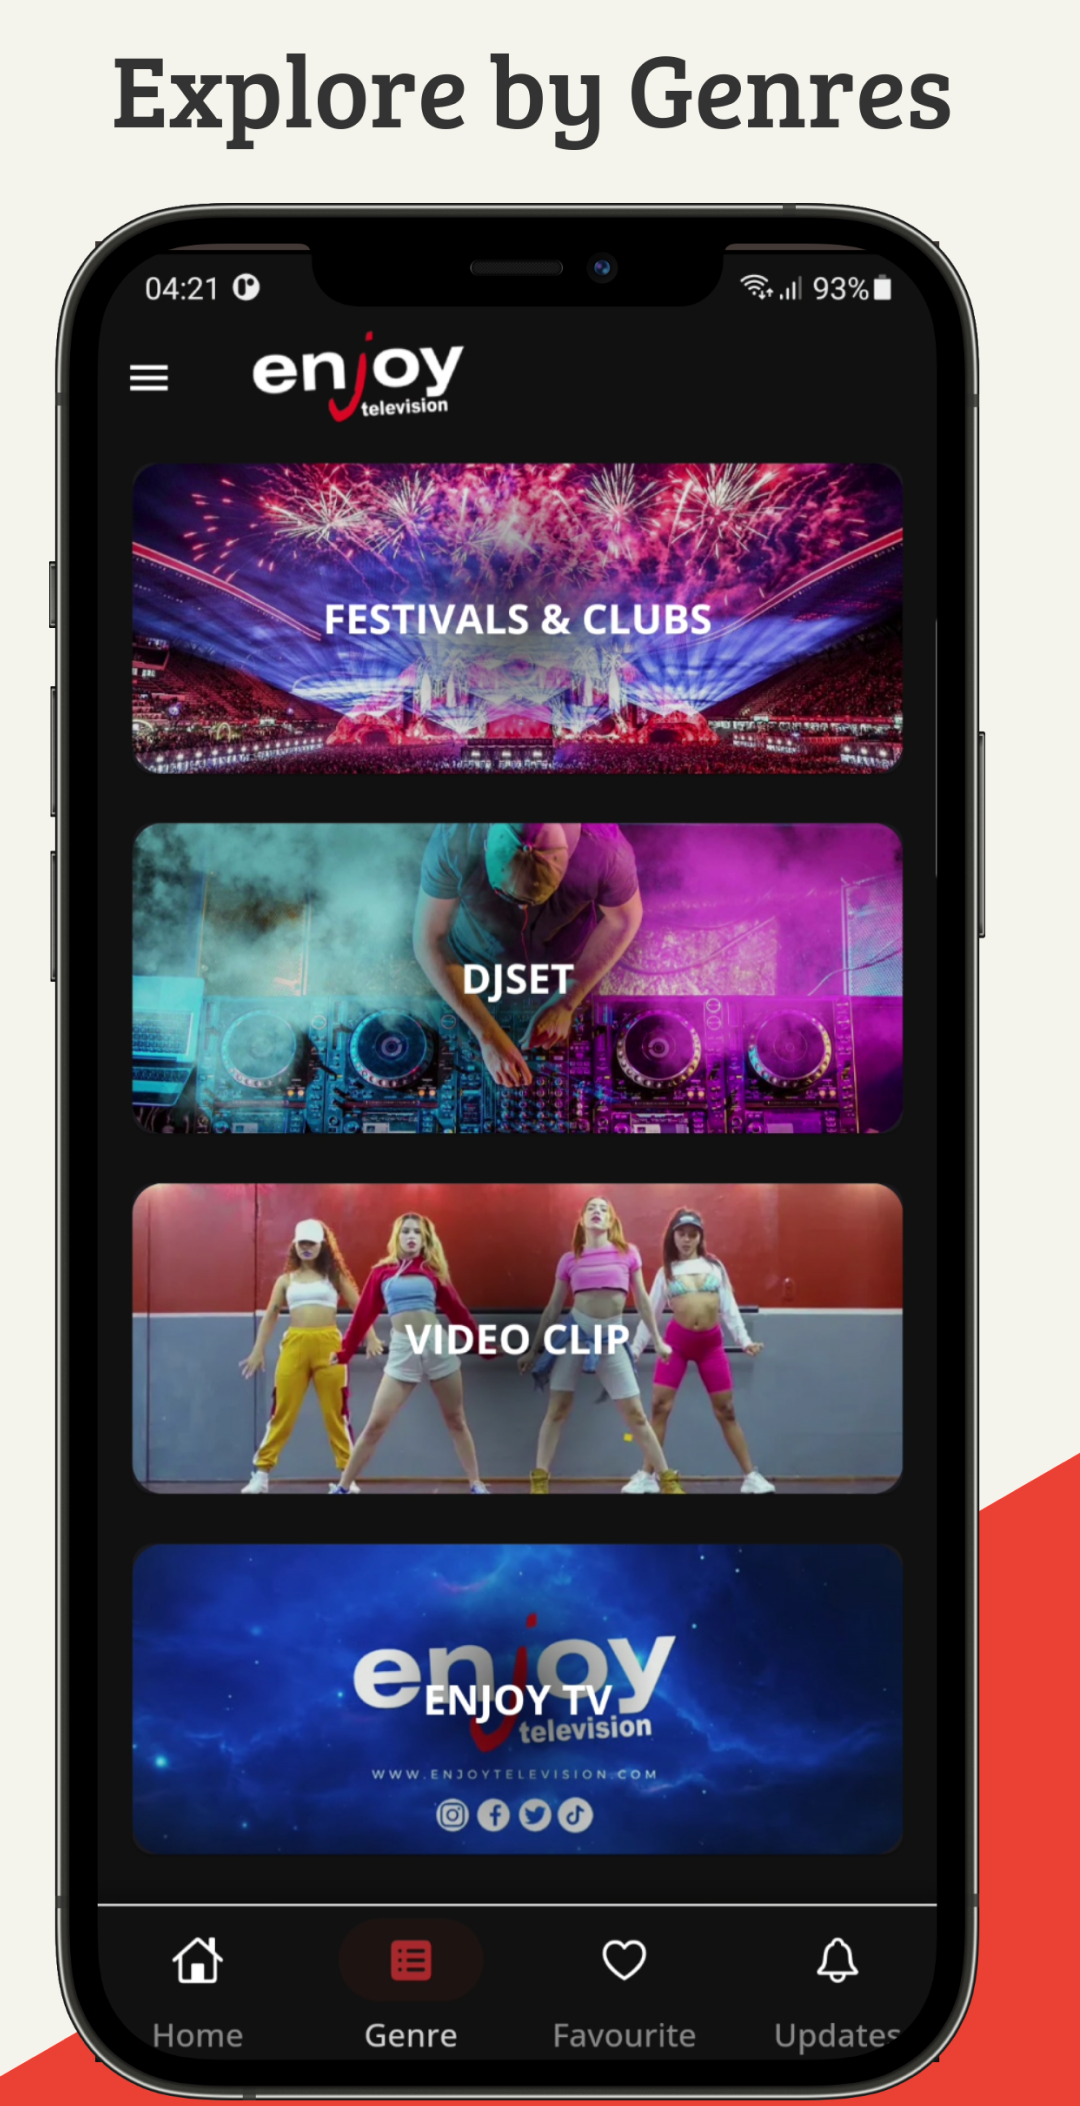 Explore by Genres
04:21
93%
enjoy
television
FESTIVALS & CLUBS
DJSET
VIDEO CLIP
enjoy
ENJOY TV
television
WWW.ENJOYTELEVISION.COM
Home
Genre
Favourite
Updates